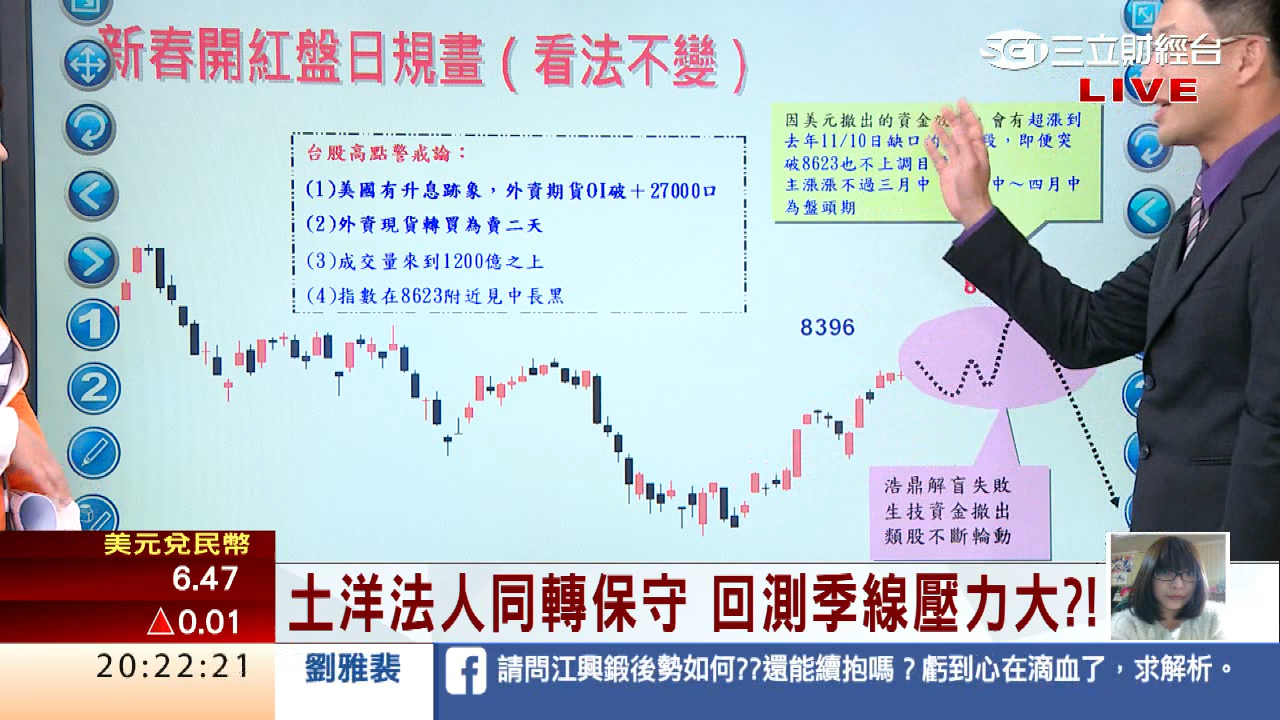 新春開紅盤日規畫(看法不變)
SET 三立財經台
LIVE
台股高點警戒論：
(1)美國有升息跡象，外資期貨OI破＋27000口
(2)外資現貨轉買為賣二天
(3)成交量來到1200億之上
(4)指數在8623附近見中長黑
因美元撤出的資金 會有超漲到
去年11/10日缺口 段，即便突
破8623也不上調目
主漲漲不過三月中 中～四月中
為盤頭期
8396
浩鼎解盲失敗
生技資金撤出
類股不斷輪動
1
2
美元兌民幣
6.47
△0.01
土洋法人同轉保守 回測季線壓力大?!
20:22:21
劉雅裴
請問江興鍛後勢如何??還能續抱嗎？虧到心在滴血了，求解析。